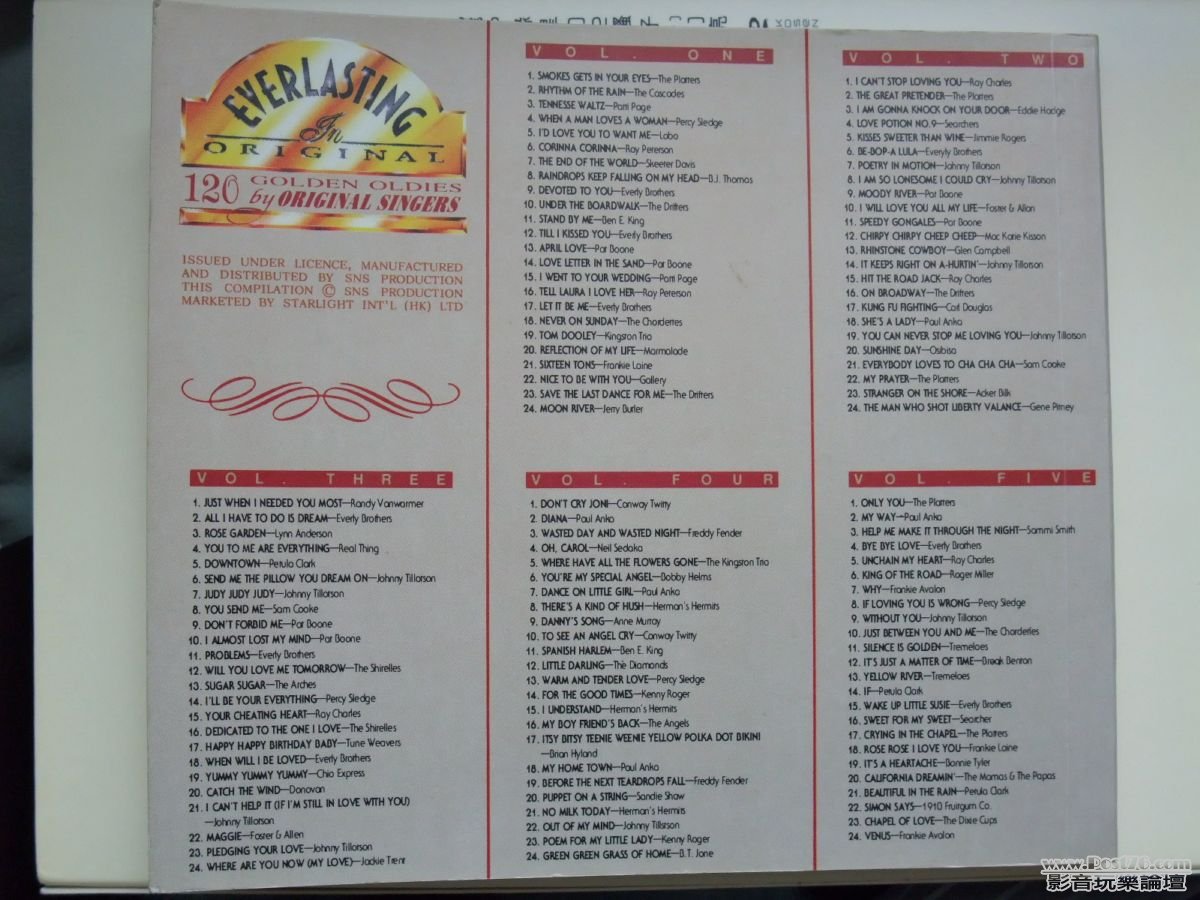 EVERLASTING
In
ORIGINAL
120 GOLDEN OLDIES
by ORIGINAL SINGERS
ISSUED UNDER LICENCE, MANUFACTURED
AND DISTRIBUTED BY SNS PRODUCTION
THIS COMPILATION © SNS PRODUCTION
MARKETED BY STARLIGHT INT'L (HK) LTD
VOL. ONE
1. SMOKES GETS IN YOUR EYES—The Platters
2. RHYTHM OF THE RAIN—The Cascades
3. TENNESSE WALTZ—Patti Page
4. WHEN A MAN LOVES A WOMAN—Percy Sledge
5. I'D LOVE YOU TO WANT ME—Lobo
6. CORINNA CORINNA—Ray Pererson
7. THE END OF THE WORLD—Skeeter Davis
8. RAINDROPS KEEP FALLING ON MY HEAD—B.J. Thomas
9. DEVOTED TO YOU—Everly Brothers
10. UNDER THE BOARDWALK—The Drifters
11. STAND BY ME—Ben E. King
12. TILL I KISSED YOU—Everly Brothers
13. APRIL LOVE—Pat Boone
14. LOVE LETTER IN THE SAND—Pat Boone
15. I WENT TO YOUR WEDDING—Patti Page
16. TELL LAURA I LOVE HER—Ray Pererson
17. LET IT BE ME—Everly Brothers
18. NEVER ON SUNDAY—The Chordettes
19. TOM DOOLEY—Kingston Trio
20. REFLECTION OF MY LIFE—Marmalade
21. SIXTEEN TONS—Frankie Laine
22. NICE TO BE WITH YOU—Gallery
23. SAVE THE LAST DANCE FOR ME—The Drifters
24. MOON RIVER—Jerry Butler
VOL. TWO
1. I CAN'T STOP LOVING YOU—Ray Charles
2. THE GREAT PRETENDER—The Platters
3. I AM GONNA KNOCK ON YOUR DOOR—Eddie Hodge
4. LOVE POTION NO.9—Searchers
5. KISSES SWEETER THAN WINE—Jimmie Rogers
6. BE-BOP-A LULA—Everyly Brothers
7. POETRY IN MOTION—Johnny Tillotson
8. I AM SO LONESOME I COULD CRY—Johnny Tillotson
9. MOODY RIVER—Pat Boone
10. I WILL LOVE YOU ALL MY LIFE—Foster & Allan
11. SPEEDY GONGALES—Pat Boone
12. CHIRPY CHIRPY CHEEP CHEEP—Mac Katie Kisson
13. RHINSTONE COWBOY—Glen Campbell
14. IT KEEPS RIGHT ON A-HURTIN'—Johnny Tillotson
15. HIT THE ROAD JACK—Ray Charles
16. ON BROADWAY—The Drifters
17. KUNG FU FIGHTING—Carl Douglas
18. SHE'S A LADY—Paul Anka
19. YOU CAN NEVER STOP ME LOVING YOU—Johnny Tillotson
20. SUNSHINE DAY—Osibisa
21. EVERYBODY LOVES TO CHA CHA CHA—Sam Cooke
22. MY PRAYER—The Platters
23. STRANGER ON THE SHORE—Acker Bilk
24. THE MAN WHO SHOT LIBERTY VALANCE—Gene Pitney
VOL. THREE
1. JUST WHEN I NEEDED YOU MOST—Randy Vanwarmer
2. ALL I HAVE TO DO IS DREAM—Everly Brothers
3. ROSE GARDEN—Lynn Anderson
4. YOU TO ME ARE EVERYTHING—Real Thing
5. DOWNTOWN—Petula Clark
6. SEND ME THE PILLOW YOU DREAM ON—Johnny Tillotson
7. JUDY JUDY JUDY—Johnny Tillotson
8. YOU SEND ME—Sam Cooke
9. DON'T FORBID ME—Pat Boone
10. I ALMOST LOST MY MIND—Pat Boone
11. PROBLEMS—Everly Brothers
12. WILL YOU LOVE ME TOMORROW—The Shirelles
13. SUGAR SUGAR—The Arches
14. I'LL BE YOUR EVERYTHING—Percy Sledge
15. YOUR CHEATING HEART—Ray Charles
16. DEDICATED TO THE ONE I LOVE—The Shirelles
17. HAPPY HAPPY BIRTHDAY BABY—Tune Weavers
18. WHEN WILL I BE LOVED—Everly Brothers
19. YUMMY YUMMY YUMMY—Ohio Express
20. CATCH THE WIND—Donovan
21. I CAN'T HELP IT (IF I'M STILL IN LOVE WITH YOU)
—Johnny Tillotson
22. MAGGIE—Foster & Allen
23. PLEDGING YOUR LOVE—Johnny Tillotson
24. WHERE ARE YOU NOW (MY LOVE)—Jackie Trent
VOL. FOUR
1. DON'T CRY JONI—Conway Twitty
2. DIANA—Paul Anka
3. WASTED DAY AND WASTED NIGHT—Freddy Fender
4. OH, CAROL—Neil Sedaka
5. WHERE HAVE ALL THE FLOWERS GONE—The Kingston Trio
6. YOU'RE MY SPECIAL ANGEL—Bobby Helms
7. DANCE ON LITTLE GIRL—Paul Anka
8. THERE'S A KIND OF HUSH—Herman's Hermits
9. DANNY'S SONG—Anne Murray
10. TO SEE AN ANGEL CRY—Conway Twitty
11. SPANISH HARLEM—Ben E. King
12. LITTLE DARLING—The Diamonds
13. WARM AND TENDER LOVE—Percy Sledge
14. FOR THE GOOD TIMES—Kenny Roger
15. I UNDERSTAND—Herman's Hermits
16. MY BOY FRIEND'S BACK—The Angels
17. ITSY BITSY TEENIE WEENIE YELLOW POLKA DOT BIKINI
—Brian Hyland
18. MY HOME TOWN—Paul Anka
19. BEFORE THE NEXT TEARDROPS FALL—Freddy Fender
20. PUPPET ON A STRING—Sandie Shaw
21. NO MILK TODAY—Herman's Hermits
22. OUT OF MY MIND—Johnny Tillotson
23. POEM FOR MY LITTLE LADY—Kenny Roger
24. GREEN GREEN GRASS OF HOME—B.T. Jone
VOL. FIVE
1. ONLY YOU—The Platters
2. MY WAY—Paul Anka
3. HELP ME MAKE IT THROUGH THE NIGHT—Sammi Smith
4. BYE BYE LOVE—Everly Brothers
5. UNCHAIN MY HEART—Ray Charles
6. KING OF THE ROAD—Roger Miller
7. WHY—Frankie Avalon
8. IF LOVING YOU IS WRONG—Percy Sledge
9. WITHOUT YOU—Johnny Tillotson
10. JUST BETWEEN YOU AND ME—The Chorderles
11. SILENCE IS GOLDEN—Tremeloes
12. IT'S JUST A MATTER OF TIME—Break Benton
13. YELLOW RIVER—Tremeloes
14. IF—Petula Clark
15. WAKE UP LITTLE SUSIE—Everly Brothers
16. SWEET FOR MY SWEET—Searcher
17. CRYING IN THE CHAPEL—The Platters
18. ROSE ROSE I LOVE YOU—Frankie Laine
19. IT'S A HEARTACHE—Bonnie Tyler
20. CALIFORNIA DREAMIN'—The Mamas & The Papas
21. BEAUTIFUL IN THE RAIN—Petula Clark
22. SIMON SAYS—1910 Fruirgum Co.
23. CHAPEL OF LOVE—The Dixie Cups
24. VENUS—Frankie Avalon
www.Post76.com
影音玩樂論壇